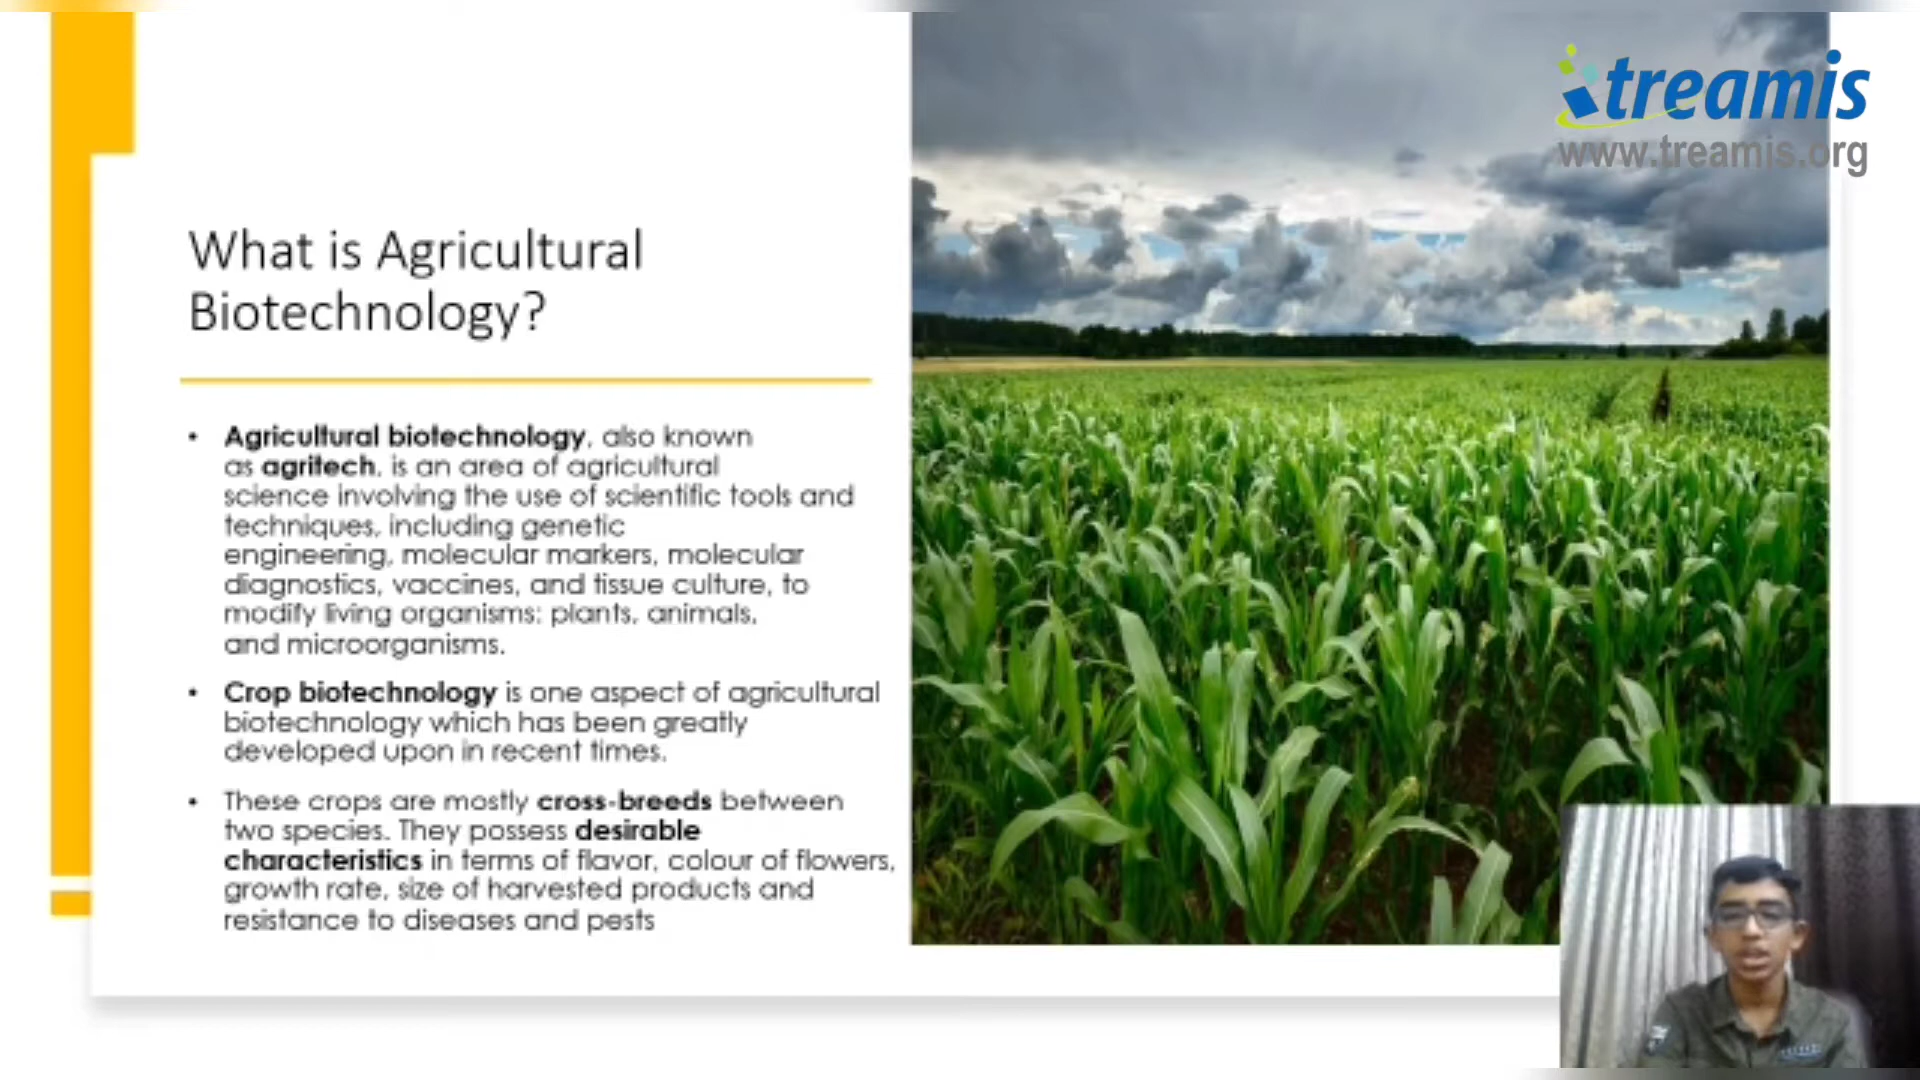 treamis
www.treamis.org
What is Agricultural
Biotechnology?
• Agricultural biotechnology, also known
as agritech, is an area of agricultural
science involving the use of scientific tools and
techniques, including genetic
engineering, molecular markers, molecular
diagnostics, vaccines, and tissue culture, to
modify living organisms: plants, animals,
and microorganisms.
• Crop biotechnology is one aspect of agricultural
biotechnology which has been greatly
developed upon in recent times.
• These crops are mostly cross-breeds between
two species. They possess desirable
characteristics in terms of flavor, colour of flowers,
growth rate, size of harvested products and
resistance to diseases and pests